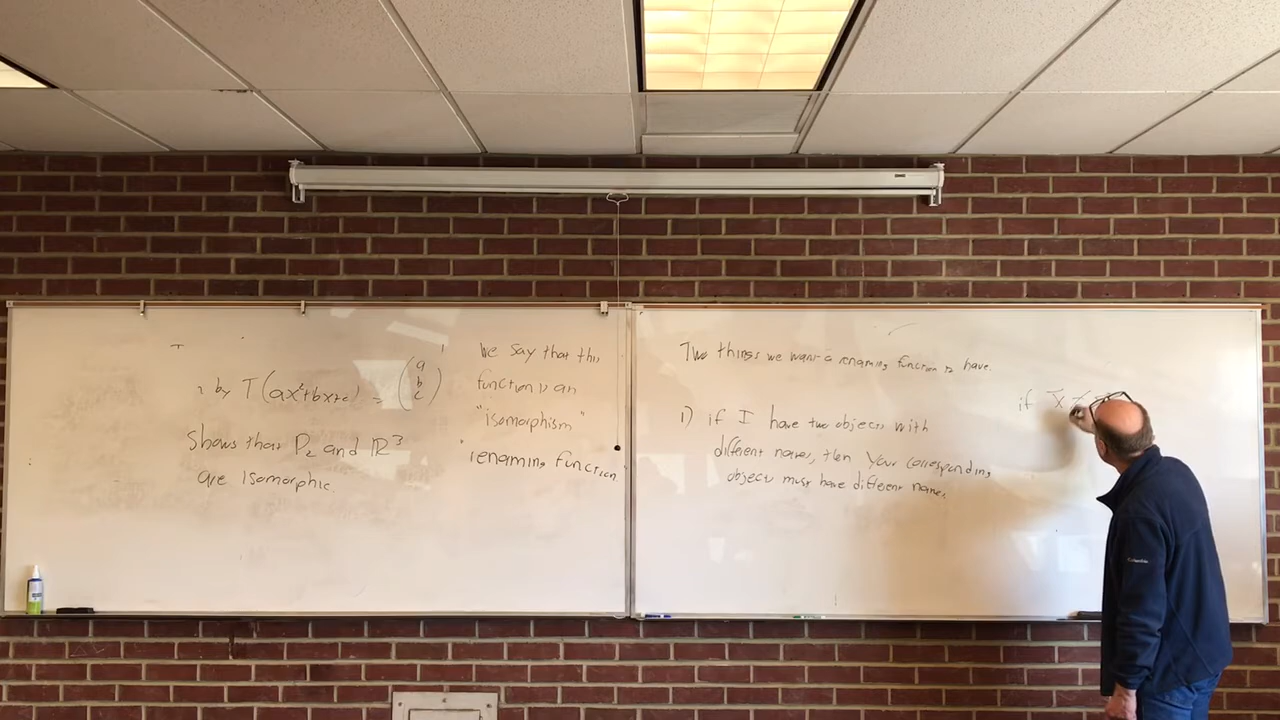 by T(ax²+bx+c) = (a b c)
Shows that P₂ and ℝ³
are isomorphic.
We say that this
function is an
"isomorphism"
"renaming function"
Two things we want a renaming function to have.
1) if I have two objects with
different names, then your corresponding
objects must have different names.
if x ≠
Columbia